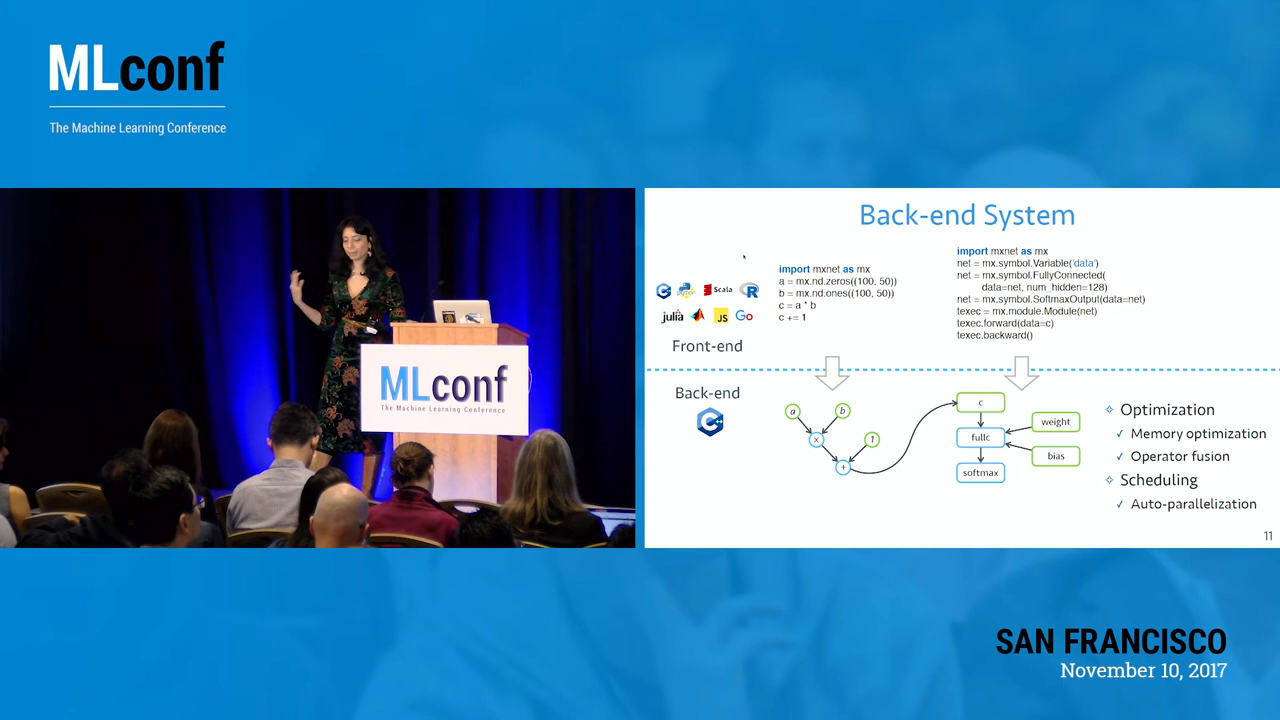 MLconf
The Machine Learning Conference
MLconf
The Machine Learning Conference
Back-end System
python
Scala
R
julia
JS
Go
Front-end
import mxnet as mx
a = mx.nd.zeros((100, 50))
b = mx.nd.ones((100, 50))
c = a * b
c += 1
import mxnet as mx
net = mx.symbol.Variable('data')
net = mx.symbol.FullyConnected(
data=net, num_hidden=128)
net = mx.symbol.SoftmaxOutput(data=net)
texec = mx.module.Module(net)
texec.forward(data=c)
texec.backward()
Back-end
C++
a
b
x
1
+
c
fullc
weight
bias
softmax
Optimization
Memory optimization
Operator fusion
Scheduling
Auto-parallelization
11
SAN FRANCISCO
November 10, 2017